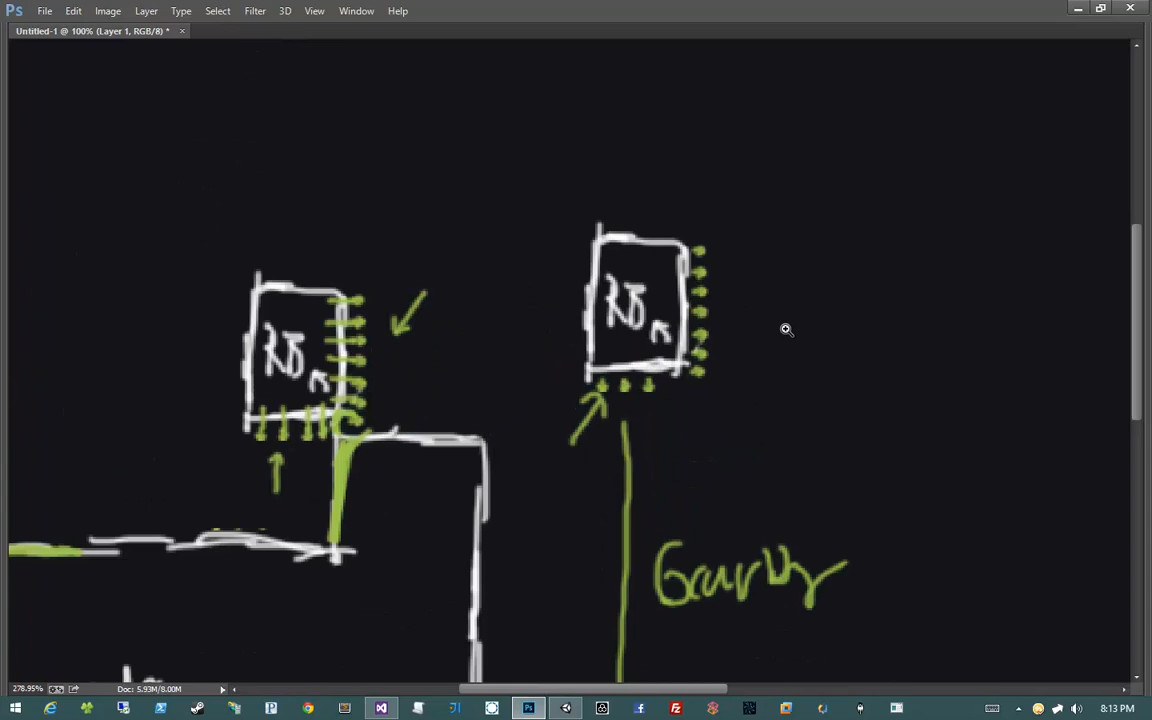 Ps File Edit Image Layer Type Select Filter 3D View Window Help
Untitled-1 @ 100% (Layer 1, RGB/8) * ×
Gravity
278.95% Doc: 5.93M/8.00M
8:13 PM